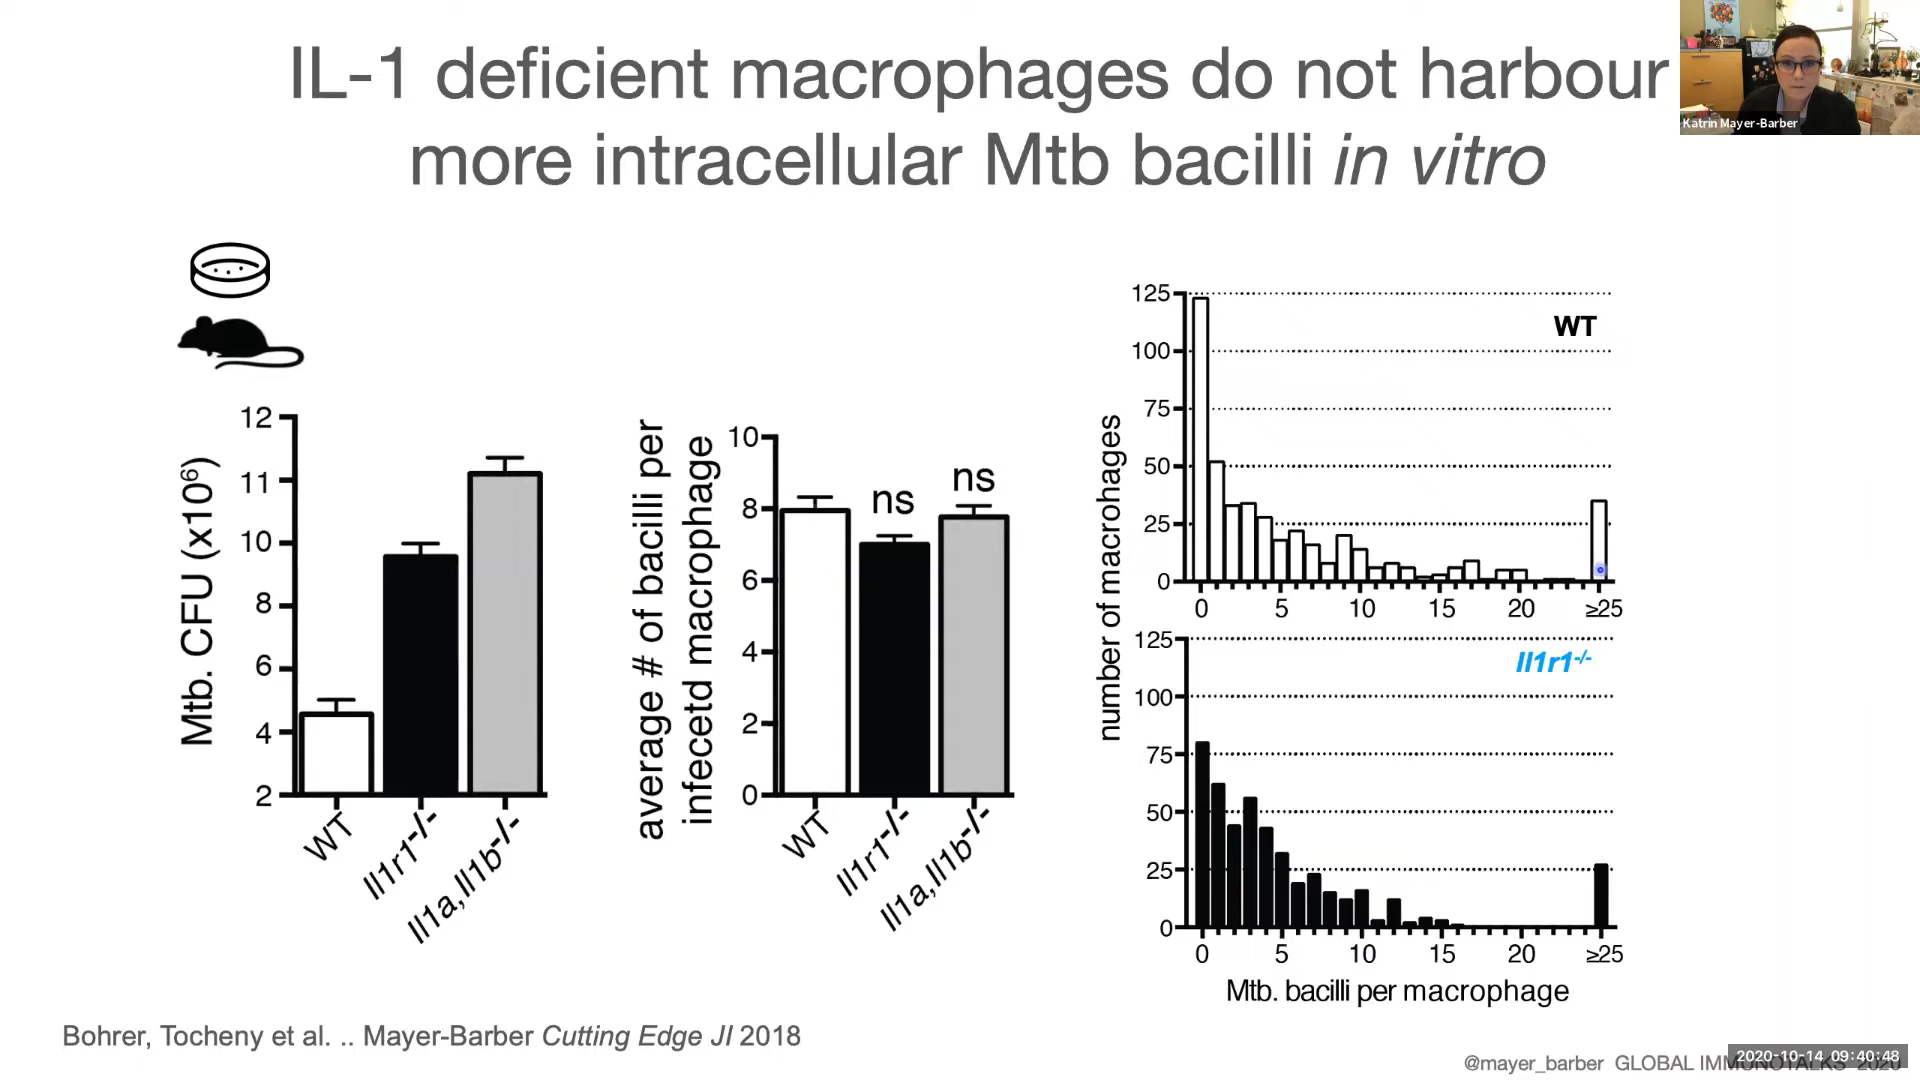 IL-1 deficient macrophages do not harbour
more intracellular Mtb bacilli in vitro
Katrin Mayer-Barber
Mtb. CFU (x10⁶)
12
11
10
8
6
4
2
WT
Il1r1-/-
Il1a,Il1b-/-
average # of bacilli per
infecetd macrophage
10
8
6
4
2
0
ns
ns
WT
Il1r1-/-
Il1a,Il1b-/-
number of macrohages
125
100
75
50
25
0
WT
0 5 10 15 20 ≥25
125
100
75
50
25
0
Il1r1-/-
0 5 10 15 20 ≥25
Mtb. bacilli per macrophage
Bohrer, Tocheny et al. .. Mayer-Barber Cutting Edge JI 2018
@mayer_barber GLOBAL IMMUNOTALKS 2020
2020-10-14 09:40:48